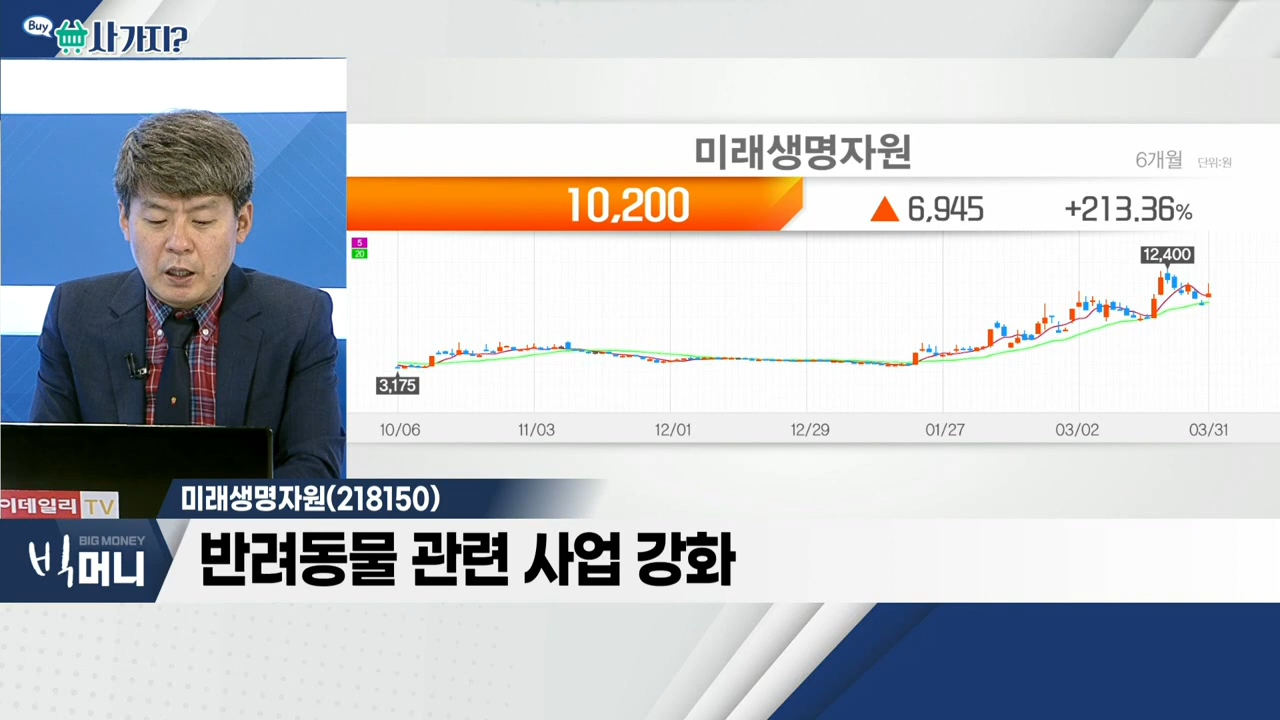 Buy
사 가지?
미래생명자원
6개월 단위:원
10,200 ▲ 6,945 +213.36%
5
20
12,400
3,175
10/06 11/03 12/01 12/29 01/27 03/02 03/31
이데일리 TV
미래생명자원(218150)
BIG MONEY
빅머니
반려동물 관련 사업 강화